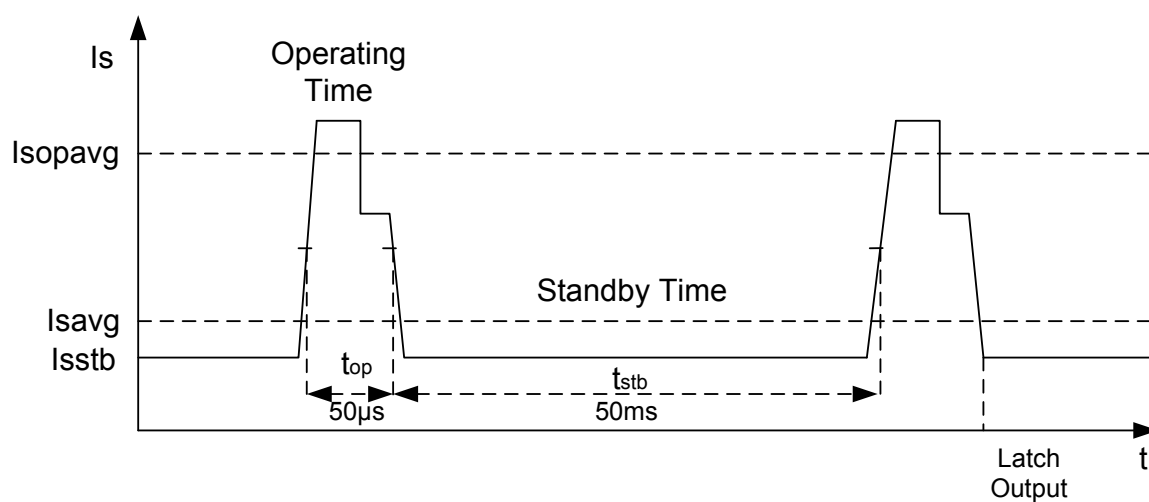 Is
Operating
Time
Isopavg
Standby Time
Isavg
Isstb
top
tstb
50µs
50ms
t
Latch
Output